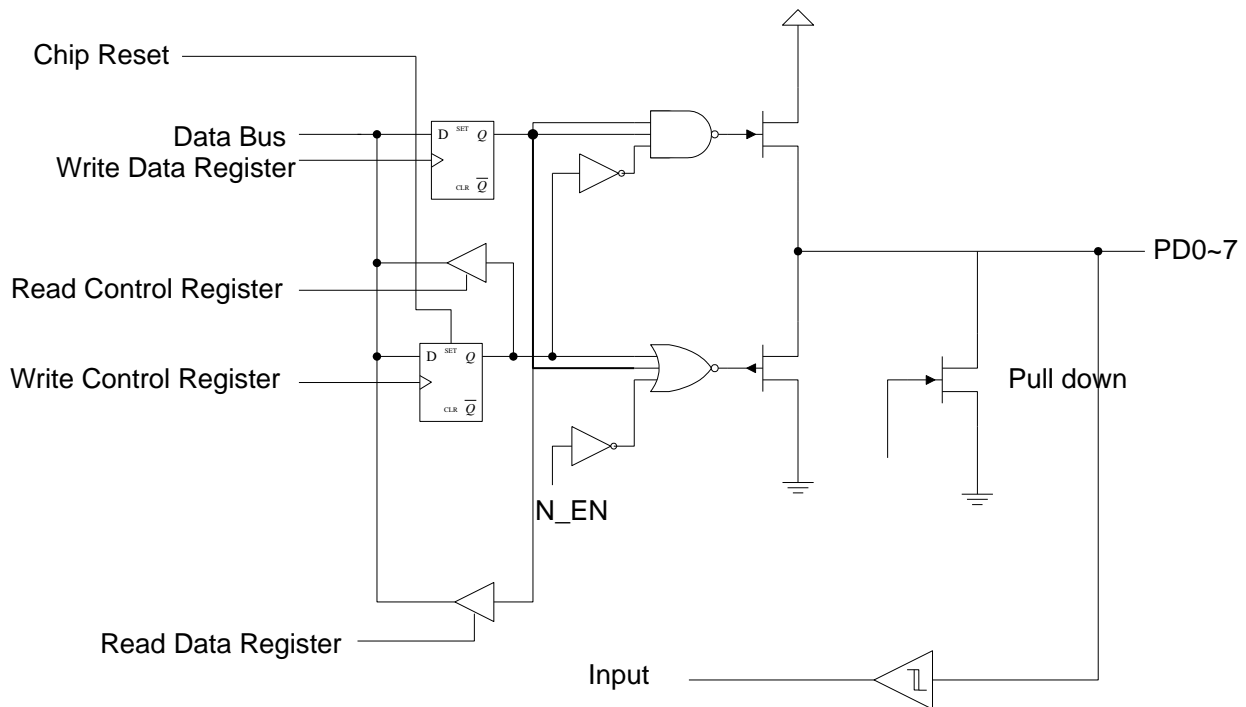 Chip Reset
Data Bus
Write Data Register
D SET Q
CLR Q̅
PD0~7
Read Control Register
D SET Q
Write Control Register
Pull down
CLR Q̅
N_EN
Read Data Register
Input